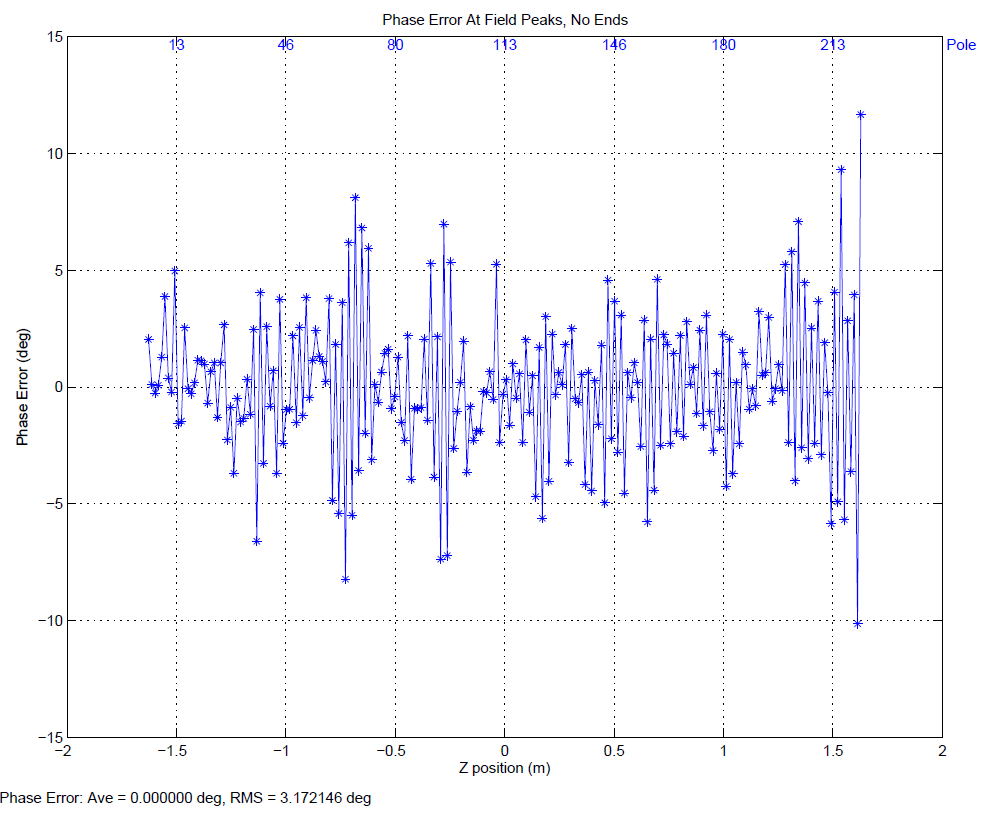 Phase Error At Field Peaks, No Ends
15
13 46 80 113 146 180 213 Pole
10
5
0
−5
−10
−15
Phase Error (deg)
−2 −1.5 −1 −0.5 0 0.5 1 1.5 2
Z position (m)
Phase Error: Ave = 0.000000 deg, RMS = 3.172146 deg